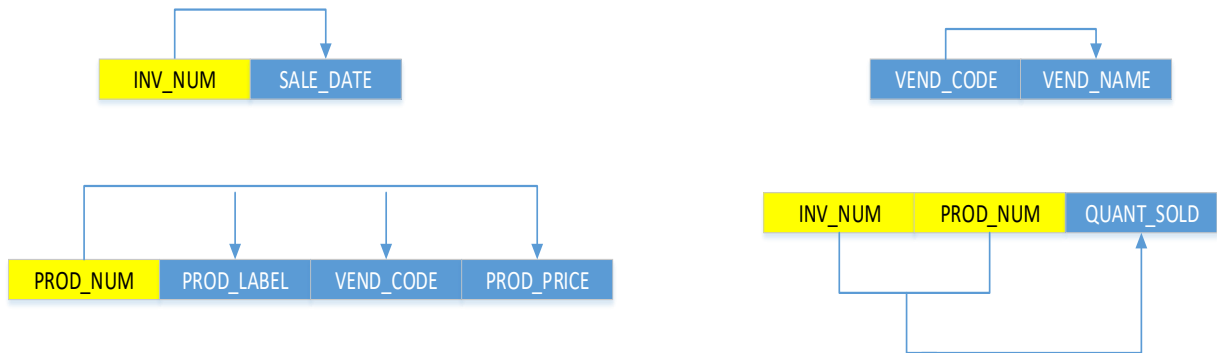 INV_NUM SALE_DATE
VEND_CODE VEND_NAME
INV_NUM PROD_NUM QUANT_SOLD
PROD_NUM PROD_LABEL VEND_CODE PROD_PRICE